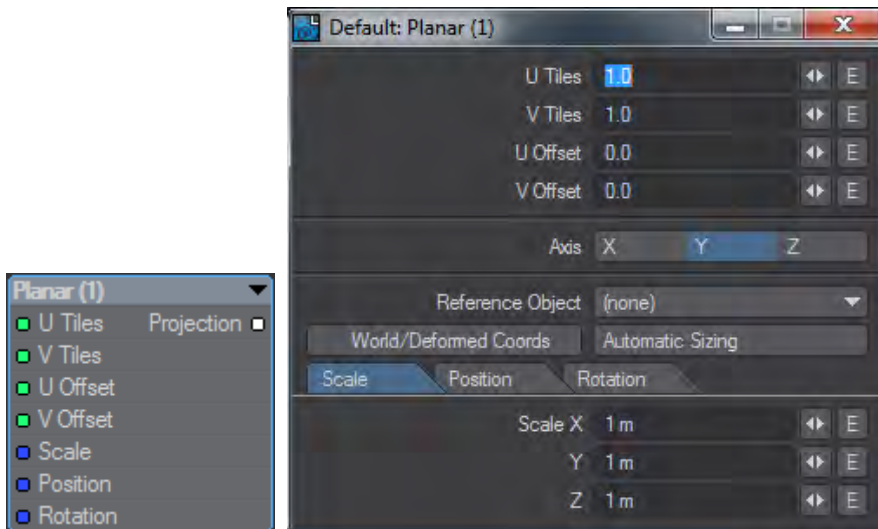 Planar (1)
U Tiles Projection
V Tiles
U Offset
V Offset
Scale
Position
Rotation
Default: Planar (1)
U Tiles 1.0 E
V Tiles 1.0 E
U Offset 0.0 E
V Offset 0.0 E
Axis X Y Z
Reference Object (none)
World/Deformed Coords Automatic Sizing
Scale Position Rotation
Scale X 1 m E
Y 1 m E
Z 1 m E